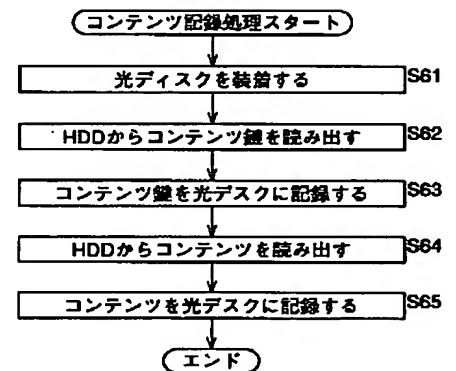 コンテンツ記録処理スタート
光ディスクを装着する S61
HDDからコンテンツ鍵を読み出す S62
コンテンツ鍵を光デスクに記録する S63
HDDからコンテンツを読み出す S64
コンテンツを光デスクに記録する S65
エンド